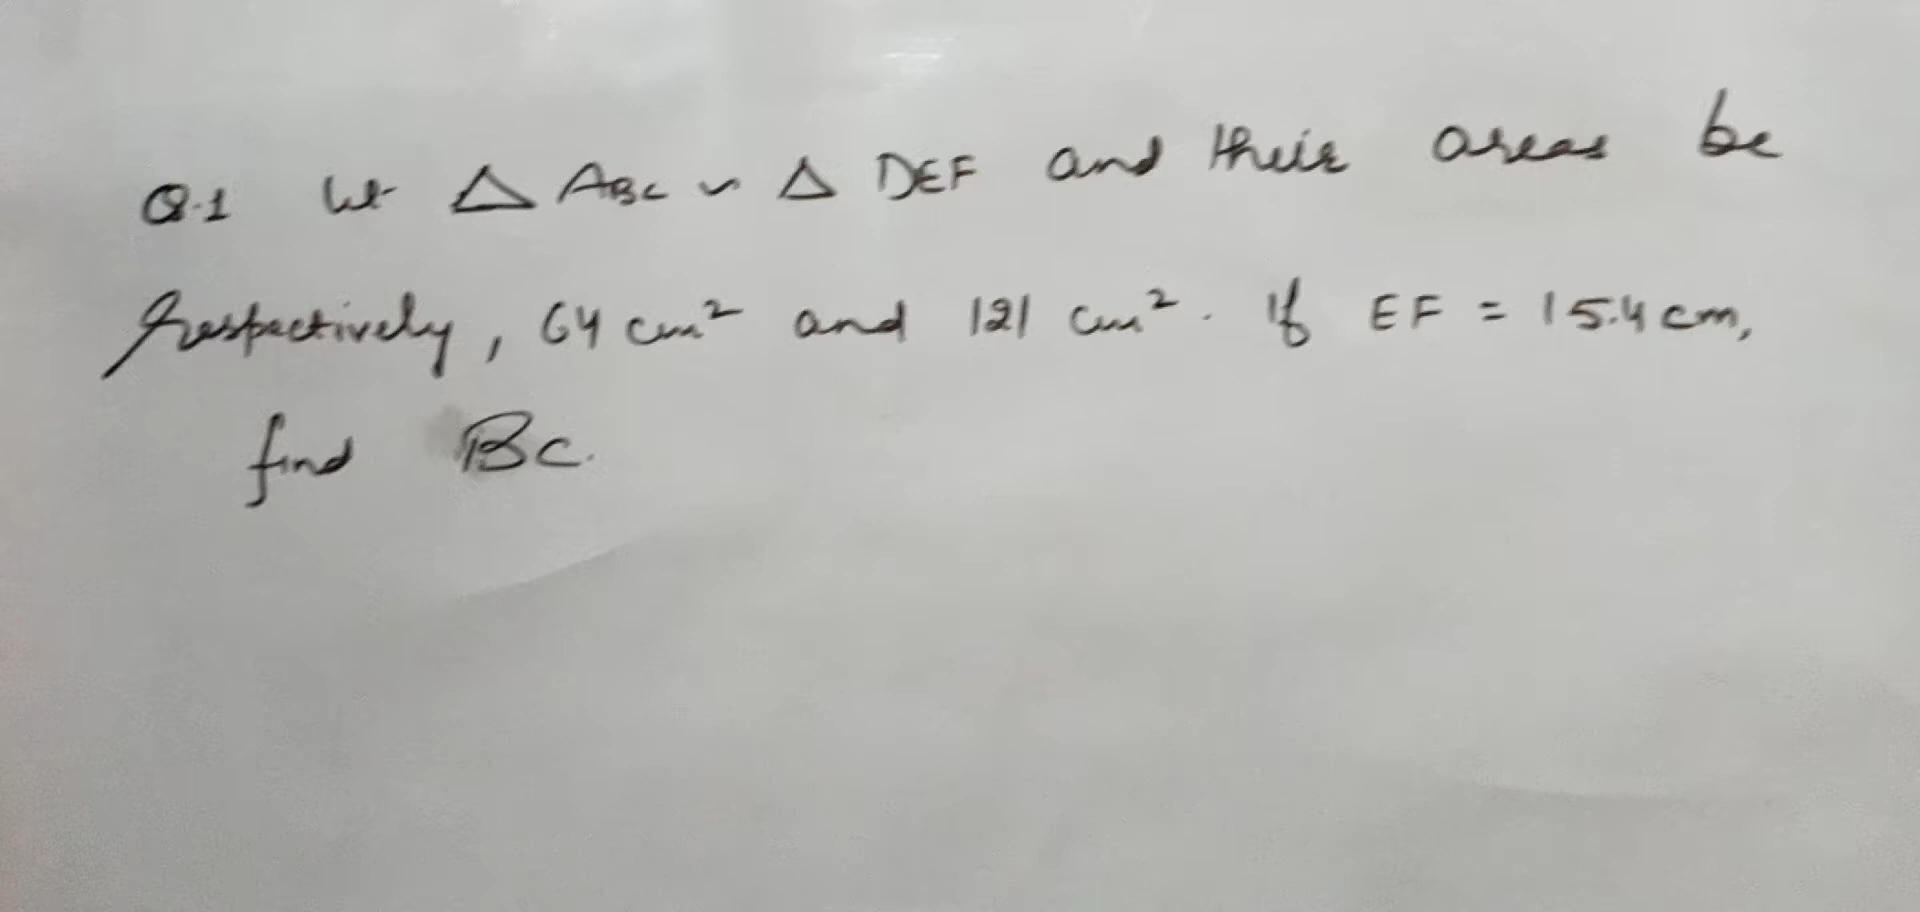 Q.1 Let △ ABC ~ △ DEF and their areas be
respectively, 64 cm² and 121 cm². If EF = 15.4 cm,
find BC.